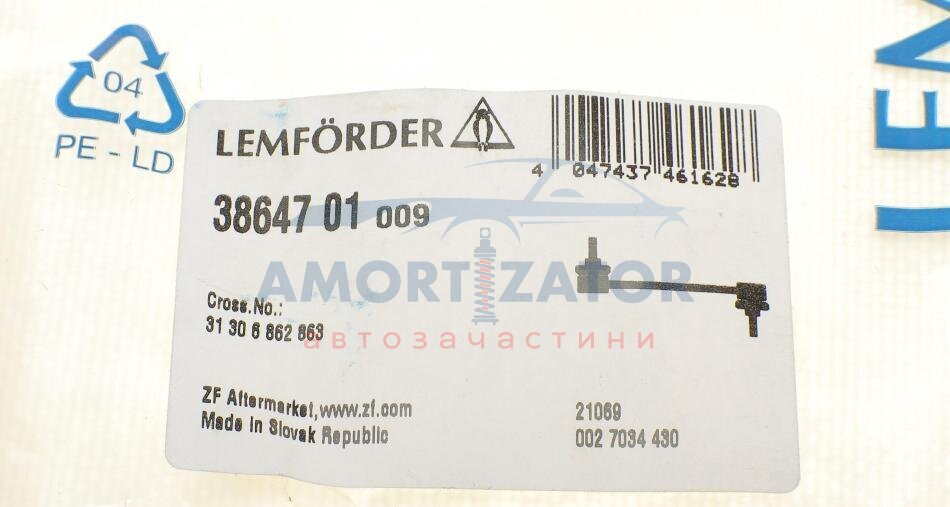 04
PE - LD
LEMFÖRDER
4 047437 461628
38647 01 009
AMORTIZATOR
автозачастини
Cross.No.:
31 30 6 862 863
ZF Aftermarket,www.zf.com
Made in Slovak Republic
21069
002 7034 430
LEM